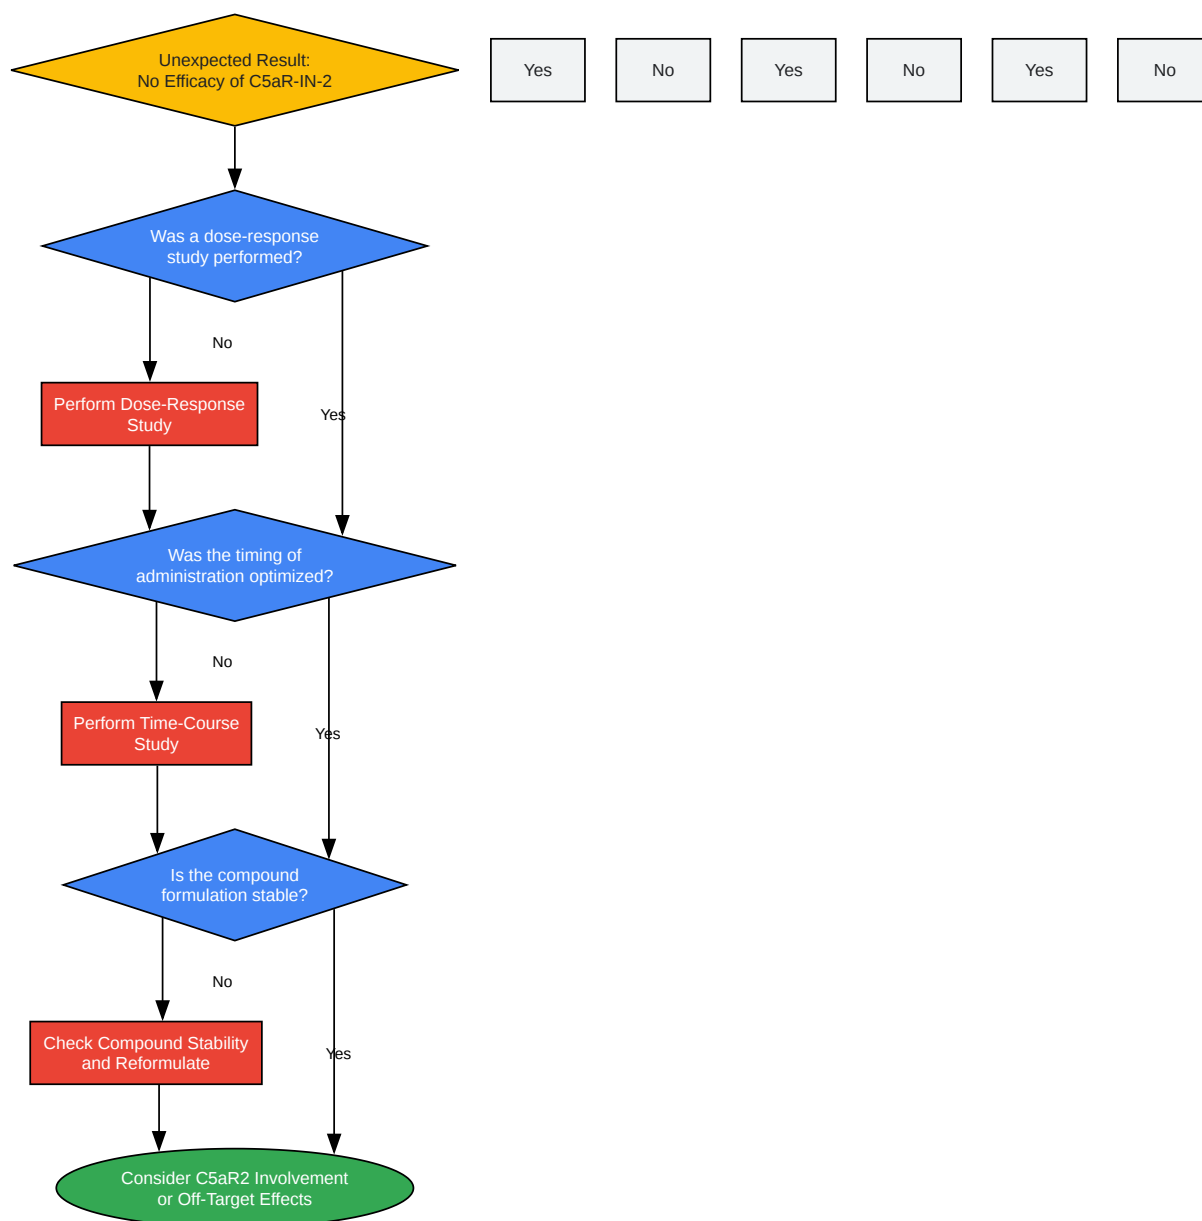 Unexpected Result:
No Efficacy of C5aR-IN-2
Yes
No
Yes
No
Yes
No
Was a dose-response
study performed?
No
Perform Dose-Response
Study
Yes
Was the timing of
administration optimized?
No
Perform Time-Course
Study
Yes
Is the compound
formulation stable?
No
Check Compound Stability
and Reformulate
Yes
Consider C5aR2 Involvement
or Off-Target Effects